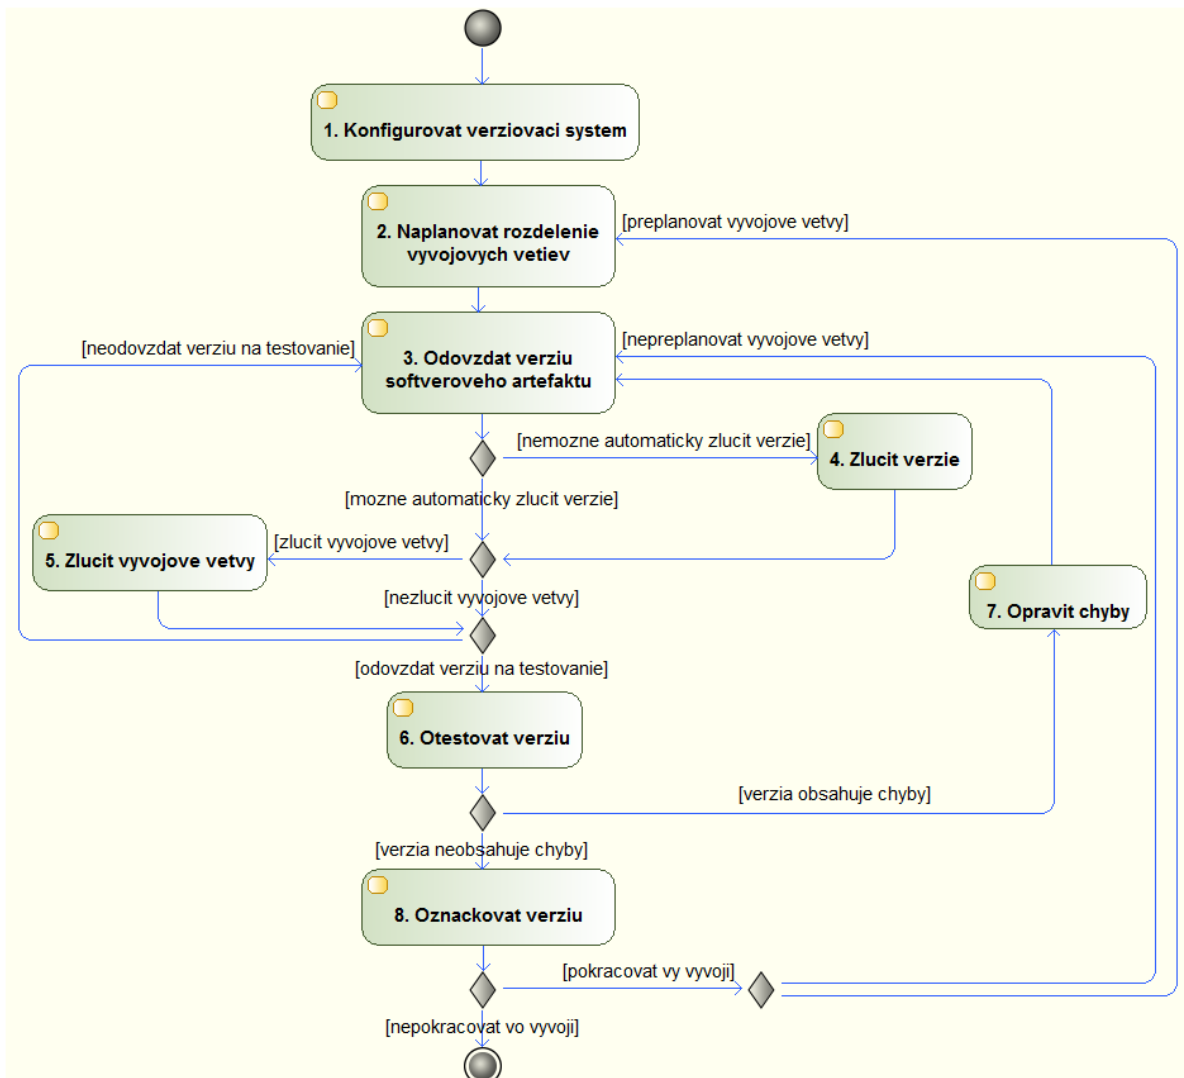 1. Konfigurovat verziovaci system
2. Naplanovat rozdelenie
vyvojovych vetiev
[preplanovat vyvojove vetvy]
[neodovzdat verziu na testovanie]
[nepreplanovat vyvojove vetvy]
3. Odovzdat verziu
softveroveho artefaktu
[nemozne automaticky zlucit verzie]
4. Zlucit verzie
[mozne automaticky zlucit verzie]
[zlucit vyvojove vetvy]
5. Zlucit vyvojove vetvy
[nezlucit vyvojove vetvy]
7. Opravit chyby
[odovzdat verziu na testovanie]
6. Otestovat verziu
[verzia obsahuje chyby]
[verzia neobsahuje chyby]
8. Oznackovat verziu
[pokracovat vy vyvoji]
[nepokracovat vo vyvoji]